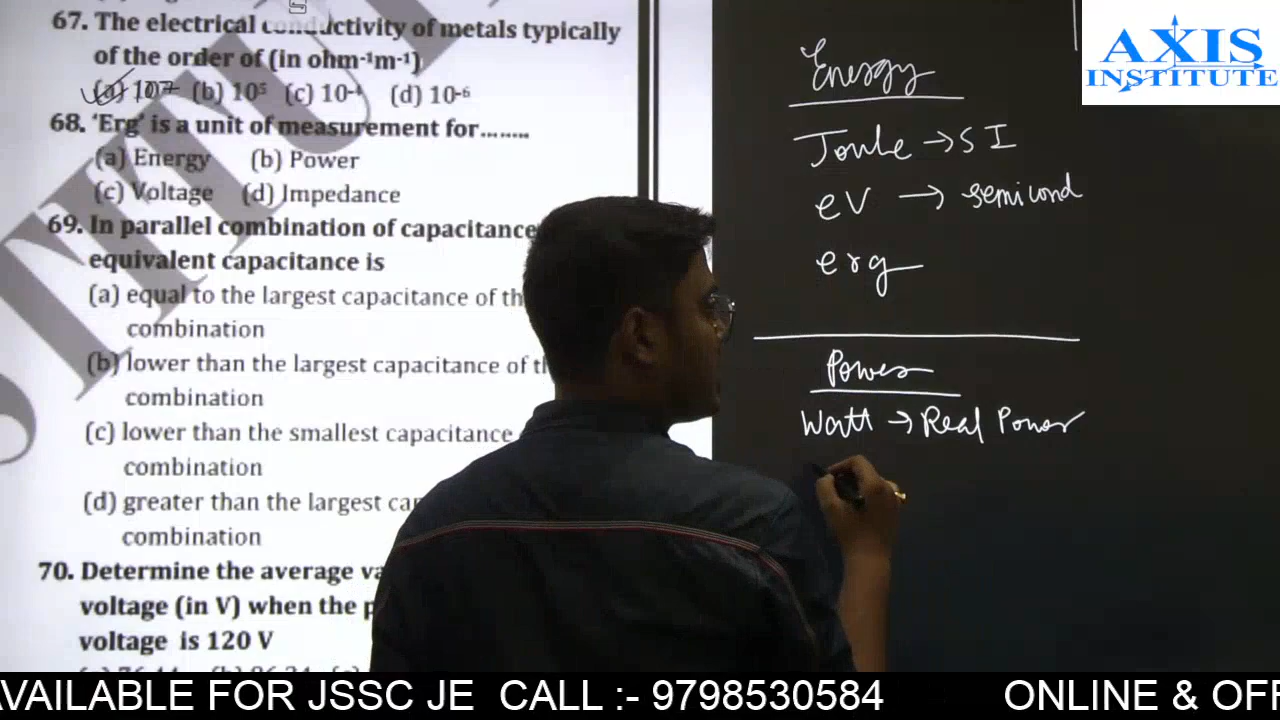 67. The electrical conductivity of metals typically
of the order of (in ohm⁻¹m⁻¹)
(a) 10⁷ (b) 10⁵ (c) 10⁻⁴ (d) 10⁻⁶
68. ‘Erg’ is a unit of measurement for........
(a) Energy (b) Power
(c) Voltage (d) Impedance
69. In parallel combination of capacitance
equivalent capacitance is
(a) equal to the largest capacitance of
combination
(b) lower than the largest capacitance of
combination
(c) lower than the smallest capacitance
combination
(d) greater than the largest
combination
70. Determine the average
voltage (in V) when the
voltage is 120 V
Energy
Joule → SI
eV → semicond
erg
Power
Watt → Real Power
AXIS
INSTITUTE
AVAILABLE FOR JSSC JE CALL :- 9798530584 ONLINE & OFF